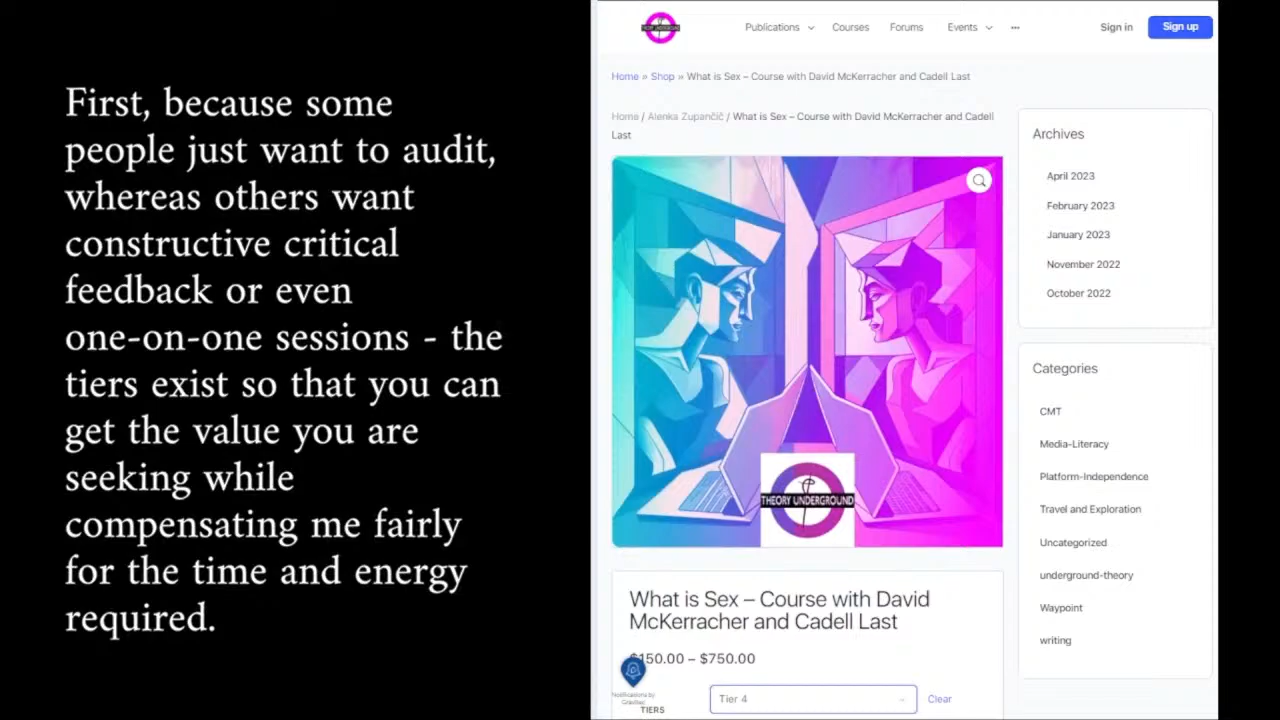 First, because some
people just want to audit,
whereas others want
constructive critical
feedback or even
one-on-one sessions - the
tiers exist so that you can
get the value you are
seeking while
compensating me fairly
for the time and energy
required.
Publications
Courses
Forums
Events
Sign in
Sign up
Home » Shop » What is Sex – Course with David McKerracher and Cadell Last
Home / Alenka Zupančič / What is Sex – Course with David McKerracher and Cadell
Last
THEORY UNDERGROUND
What is Sex – Course with David
McKerracher and Cadell Last
$150.00 – $750.00
Notifications by
Gravitec
TIERS
Tier 4
Clear
Archives
April 2023
February 2023
January 2023
November 2022
October 2022
Categories
CMT
Media-Literacy
Platform-Independence
Travel and Exploration
Uncategorized
underground-theory
Waypoint
writing